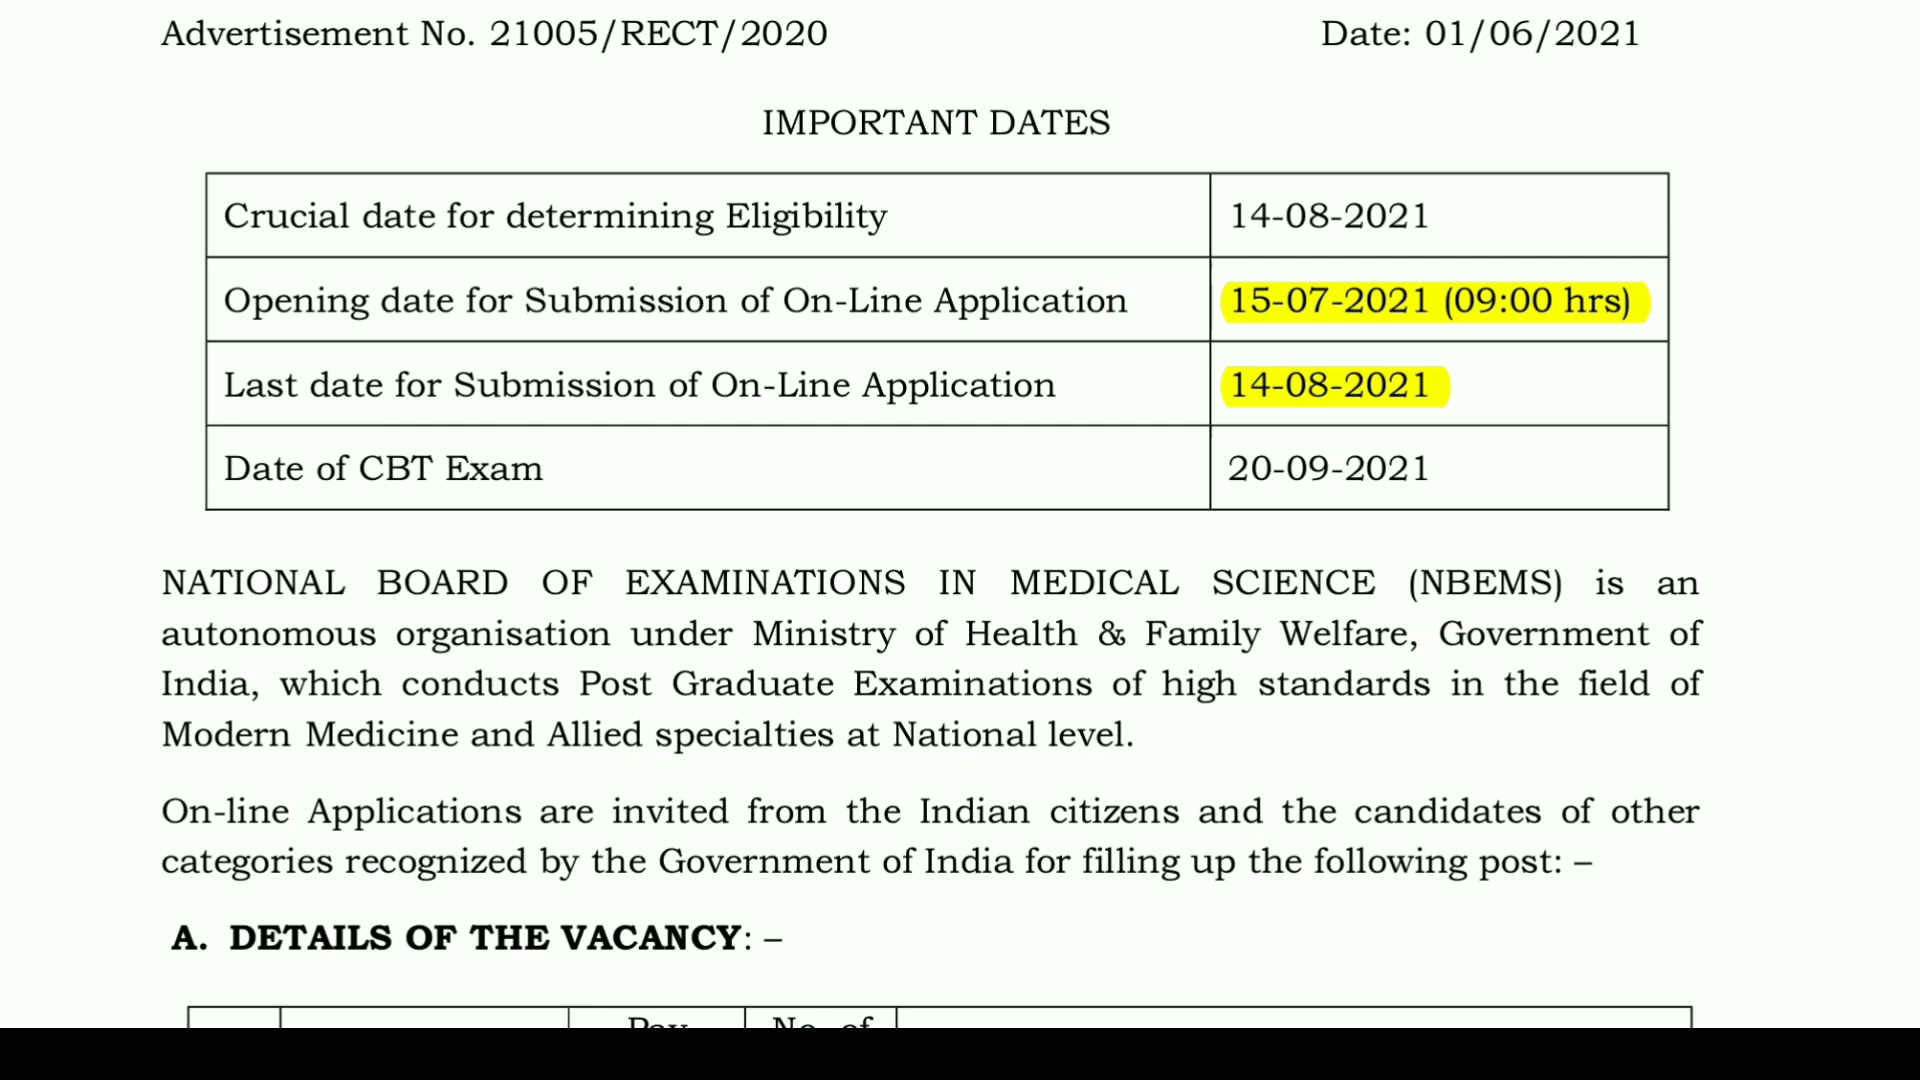 Advertisement No. 21005/RECT/2020 Date: 01/06/2021
IMPORTANT DATES
Crucial date for determining Eligibility 14-08-2021
Opening date for Submission of On-Line Application 15-07-2021 (09:00 hrs)
Last date for Submission of On-Line Application 14-08-2021
Date of CBT Exam 20-09-2021
NATIONAL BOARD OF EXAMINATIONS IN MEDICAL SCIENCE (NBEMS) is an
autonomous organisation under Ministry of Health & Family Welfare, Government of
India, which conducts Post Graduate Examinations of high standards in the field of
Modern Medicine and Allied specialties at National level.
On-line Applications are invited from the Indian citizens and the candidates of other
categories recognized by the Government of India for filling up the following post: –
A. DETAILS OF THE VACANCY: –
Pay No. of